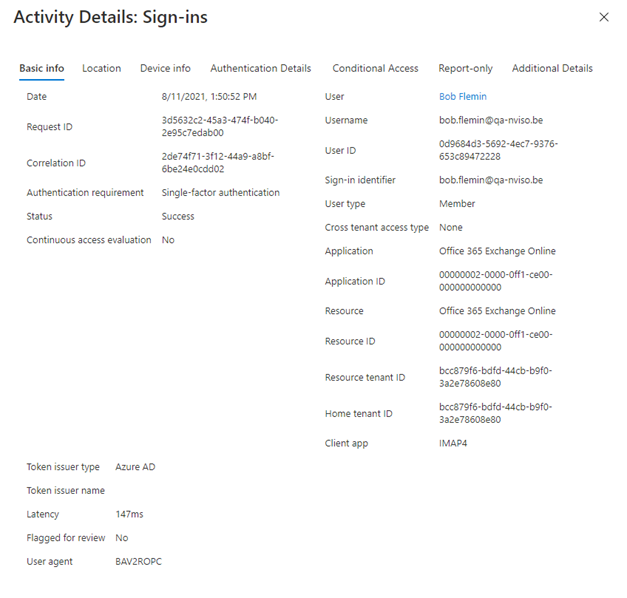 Activity Details: Sign-ins
Basic info Location Device info Authentication Details Conditional Access Report-only Additional Details
Date 8/11/2021, 1:50:52 PM
Request ID 3d5632c2-45a3-474f-b040-
2e95c7edab00
Correlation ID 2de74f71-3f12-44a9-a8bf-
6be24e0cdd02
Authentication requirement Single-factor authentication
Status Success
Continuous access evaluation No
User Bob Flemin
Username bob.flemin@qa-nviso.be
User ID 0d9684d3-5692-4ec7-9376-
653c89472228
Sign-in identifier bob.flemin@qa-nviso.be
User type Member
Cross tenant access type None
Application Office 365 Exchange Online
Application ID 00000002-0000-0ff1-ce00-
000000000000
Resource Office 365 Exchange Online
Resource ID 00000002-0000-0ff1-ce00-
000000000000
Resource tenant ID bcc879f6-bdfd-44cb-b9f0-
3a2e78608e80
Home tenant ID bcc879f6-bdfd-44cb-b9f0-
3a2e78608e80
Client app IMAP4
Token issuer type Azure AD
Token issuer name
Latency 147ms
Flagged for review No
User agent BAV2ROPC